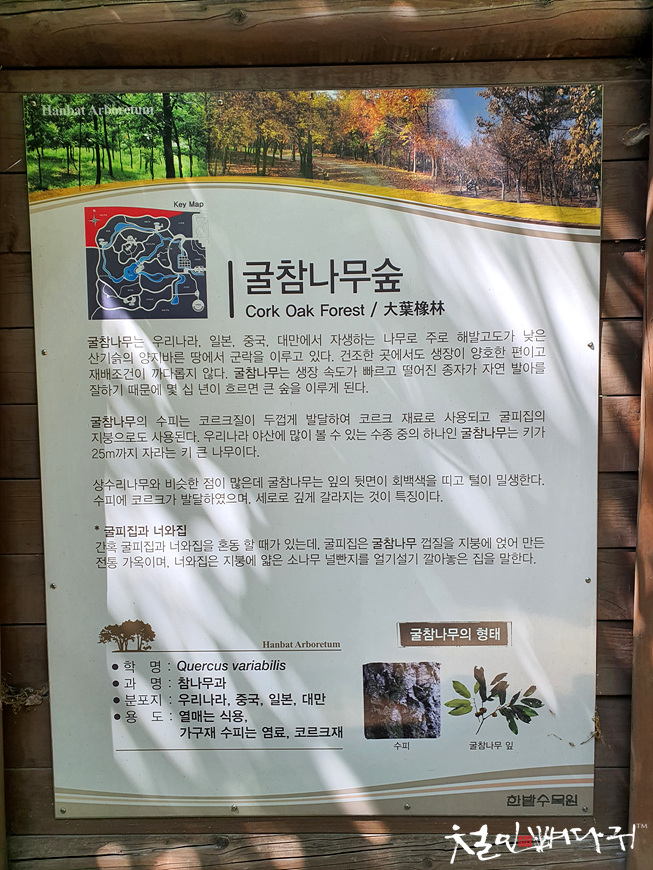 Hanbat Arboretum
Key Map
굴참나무숲
Cork Oak Forest / 大葉橡林
굴참나무는 우리나라, 일본, 중국, 대만에서 자생하는 나무로 주로 해발고도가 낮은
산기슭의 양지바른 땅에서 군락을 이루고 있다. 건조한 곳에서도 생장이 양호한 편이고
재배조건이 까다롭지 않다. 굴참나무는 생장 속도가 빠르고 떨어진 종자가 자연 발아를
잘하기 때문에 몇 십 년이 흐르면 큰 숲을 이루게 된다.
굴참나무의 수피는 코르크질이 두껍게 발달하여 코르크 재료로 사용되고 굴피집의
지붕으로도 사용된다. 우리나라 야산에 많이 볼 수 있는 수종 중의 하나인 굴참나무는 키가
25m까지 자라는 키 큰 나무이다.
상수리나무와 비슷한 점이 많은데 굴참나무는 잎의 뒷면이 회백색을 띠고 털이 밀생한다.
수피에 코르크가 발달하였으며, 세로로 깊게 갈라지는 것이 특징이다.
* 굴피집과 너와집
간혹 굴피집과 너와집을 혼동 할 때가 있는데, 굴피집은 굴참나무 껍질을 지붕에 얹어 만든
전통 가옥이며, 너와집은 지붕에 얇은 소나무 널빤지를 얼기설기 깔아놓은 집을 말한다.
Hanbat Arboretum
● 학 명 : Quercus variabilis
● 과 명 : 참나무과
● 분포지 : 우리나라, 중국, 일본, 대만
● 용 도 : 열매는 식용,
가구재 수피는 염료, 코르크재
굴참나무의 형태
수피
굴참나무 잎
한밭수목원
철인뼈다귀™